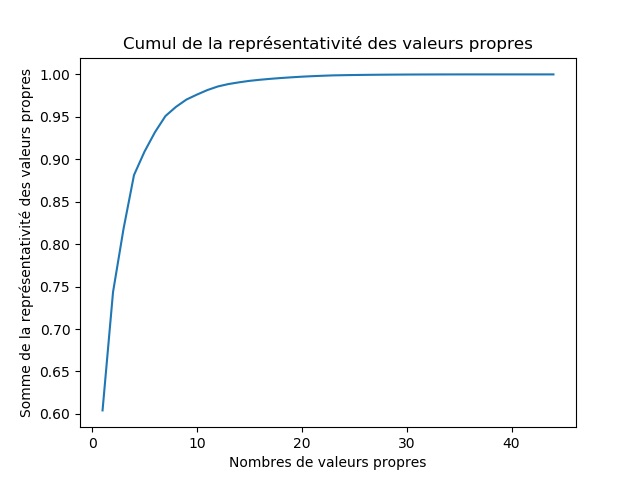 Cumul de la représentativité des valeurs propres
Somme de la représentativité des valeurs propres
1.00
0.95
0.90
0.85
0.80
0.75
0.70
0.65
0.60
0 10 20 30 40
Nombres de valeurs propres